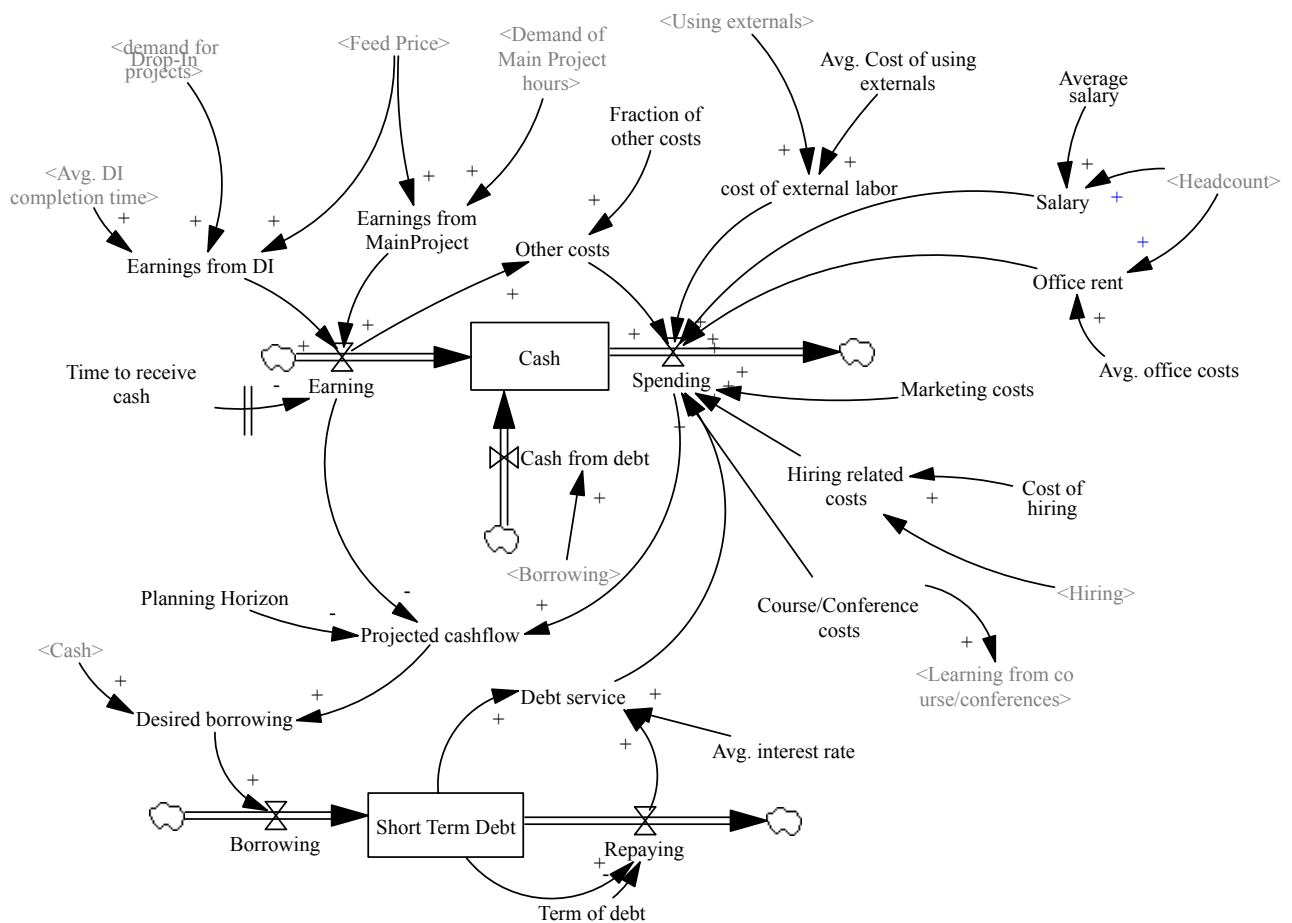 <Using externals>
<demand for
Drop-In
projects>
<Feed Price>
<Demand of
Main Project
hours>
Avg. Cost of using
externals
Average
salary
Fraction of
other costs
<Avg. DI
completion time>
cost of external labor
<Headcount>
Salary
Earnings from
MainProject
Other costs
Earnings from DI
Office rent
Cash
Time to receive
cash
Earning
Spending
Avg. office costs
Marketing costs
Cash from debt
Hiring related
costs
Cost of
hiring
<Borrowing>
<Hiring>
Planning Horizon
Course/Conference
costs
Projected cashflow
<Cash>
<Learning from co
urse/conferences>
Desired borrowing
Debt service
Avg. interest rate
Short Term Debt
Borrowing
Repaying
Term of debt